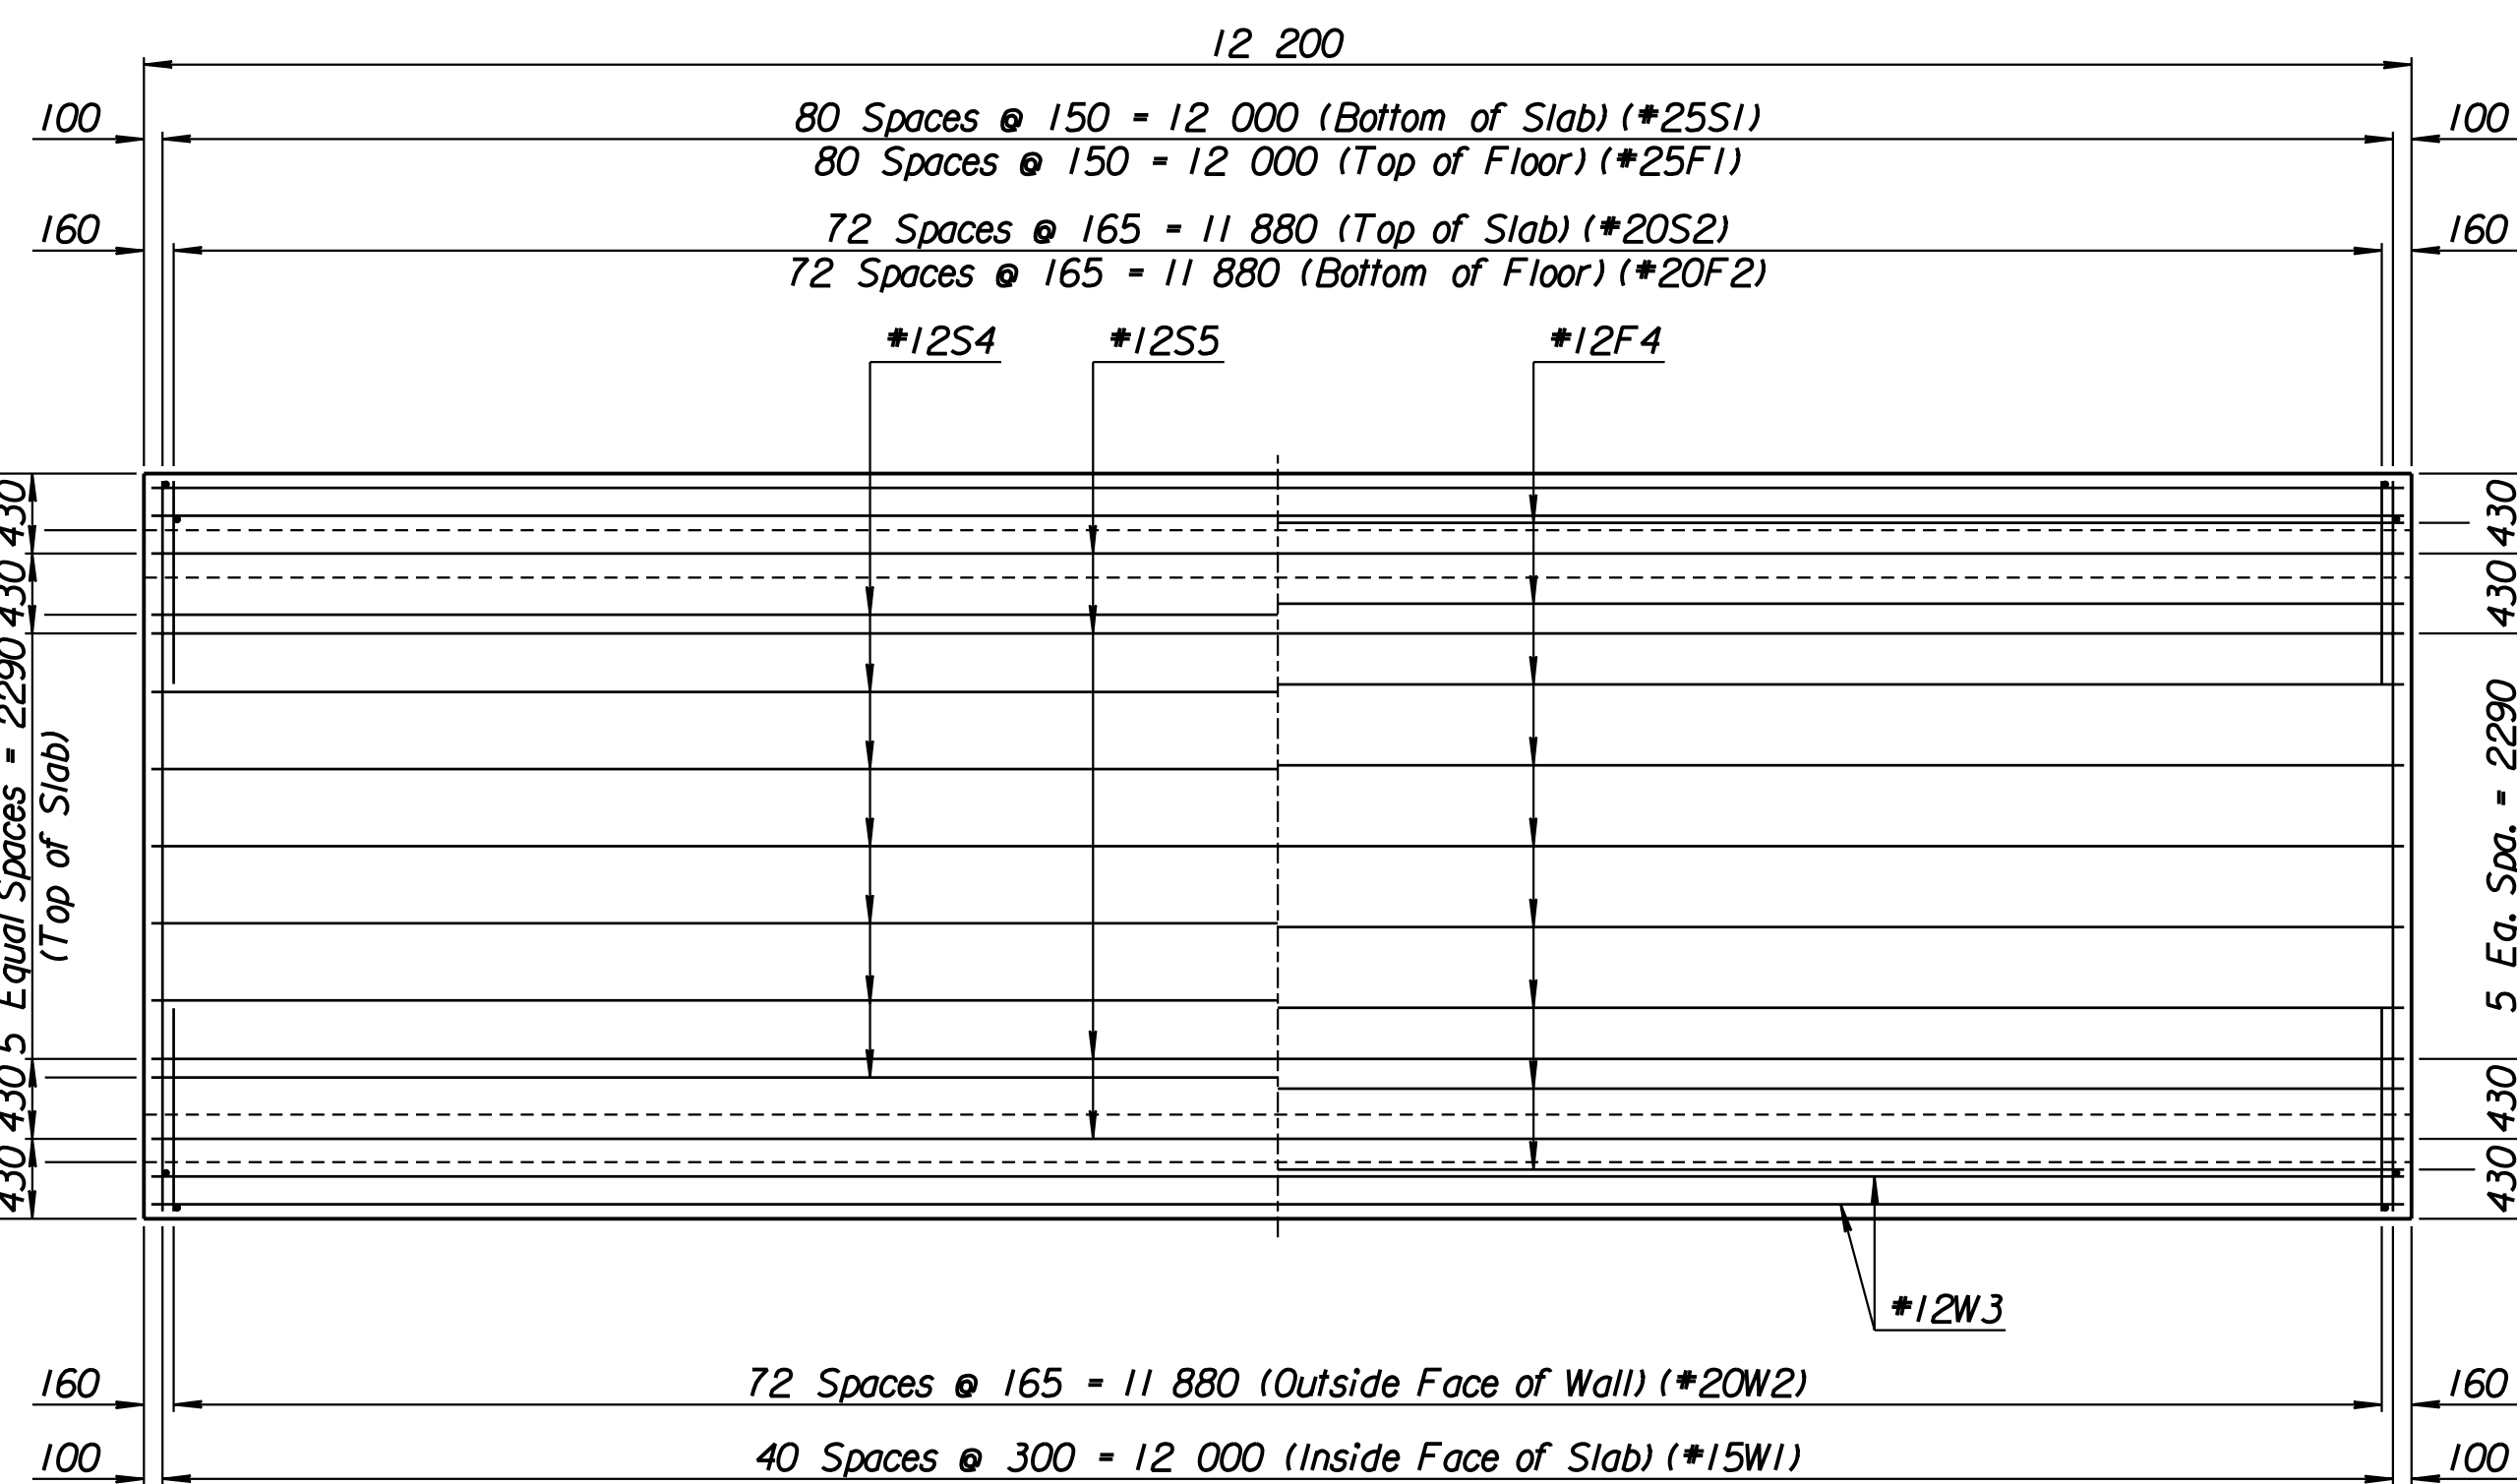 12 200
100
80 Spaces @ 150 = 12 000 (Bottom of Slab) (#25S1)
100
80 Spaces @ 150 = 12 000 (Top of Floor) (#25F1)
160
72 Spaces @ 165 = 11 880 (Top of Slab) (#20S2)
160
72 Spaces @ 165 = 11 880 (Bottom of Floor) (#20F2)
#12S4
#12S5
#12F4
430
430
5 Equal Spaces = 2290
(Top of Slab)
430
430
430
430
5 Eq. Spa. = 2290
430
430
#12W3
160
72 Spaces @ 165 = 11 880 (Outside Face of Wall) (#20W2)
160
100
40 Spaces @ 300 = 12 000 (Inside Face of Slab) (#15W1)
100